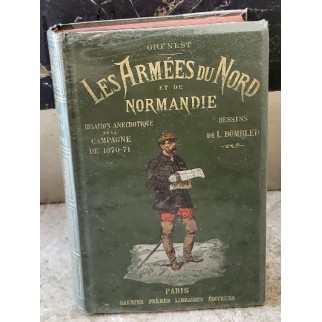 GRENEST
LES ARMÉES DU NORD
ET DE
NORMANDIE
RELATION ANECDOTIQUE
DE LA
CAMPAGNE
DE 1870-71
DESSINS
DE L. BOMBLED
PARIS
GARNIER FRÈRES LIBRAIRES ÉDITEURS